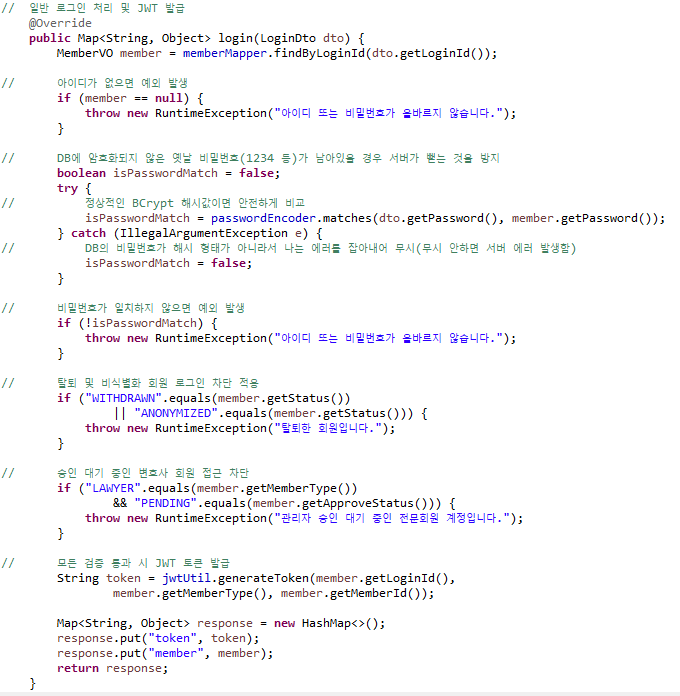 //  일반 로그인 처리 및 JWT 발급
    @Override
    public Map<String, Object> login(LoginDto dto) {
        MemberVO member = memberMapper.findByLoginId(dto.getLoginId());

//      아이디가 없으면 예외 발생
        if (member == null) {
            throw new RuntimeException("아이디 또는 비밀번호가 올바르지 않습니다.");
        }

//      DB에 암호화되지 않은 옛날 비밀번호(1234 등)가 남아있을 경우 서버가 뻗는 것을 방지
        boolean isPasswordMatch = false;
        try {
//          정상적인 BCrypt 해시값이면 안전하게 비교
            isPasswordMatch = passwordEncoder.matches(dto.getPassword(), member.getPassword());
        } catch (IllegalArgumentException e) {
//          DB의 비밀번호가 해시 형태가 아니라서 나는 에러를 잡아내어 무시(무시 안하면 서버 에러 발생함)
            isPasswordMatch = false;
        }

//      비밀번호가 일치하지 않으면 예외 발생
        if (!isPasswordMatch) {
            throw new RuntimeException("아이디 또는 비밀번호가 올바르지 않습니다.");
        }

//      탈퇴 및 비식별화 회원 로그인 차단 적용
        if ("WITHDRAWN".equals(member.getStatus())
                || "ANONYMIZED".equals(member.getStatus())) {
            throw new RuntimeException("탈퇴한 회원입니다.");
        }

//      승인 대기 중인 변호사 회원 접근 차단
        if ("LAWYER".equals(member.getMemberType())
                && "PENDING".equals(member.getApproveStatus())) {
            throw new RuntimeException("관리자 승인 대기 중인 전문회원 계정입니다.");
        }

//      모든 검증 통과 시 JWT 토큰 발급
        String token = jwtUtil.generateToken(member.getLoginId(),
                member.getMemberType(), member.getMemberId());

        Map<String, Object> response = new HashMap<>();
        response.put("token", token);
        response.put("member", member);
        return response;
    }